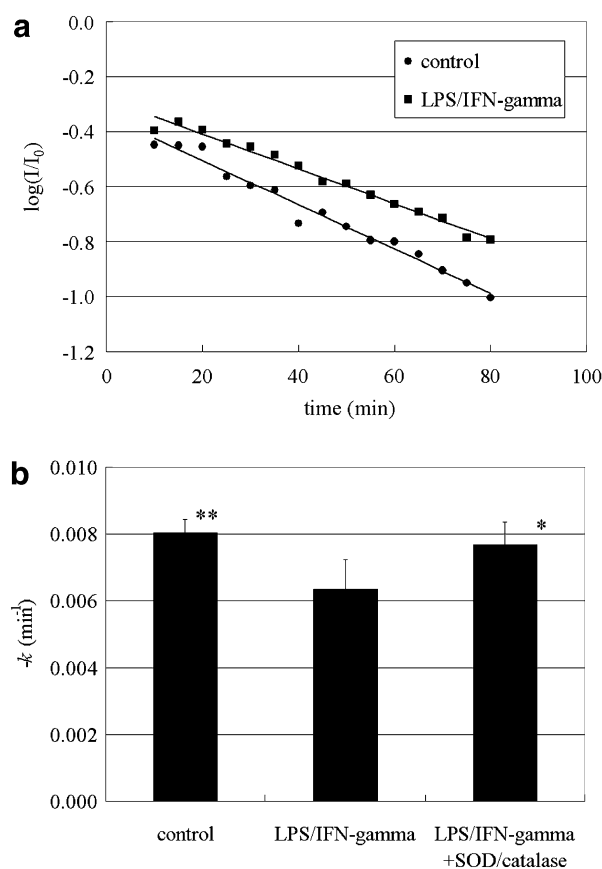 a
0.0
-0.2
-0.4
-0.6
-0.8
-1.0
-1.2
log(I/I0)
control
LPS/IFN-gamma
0 20 40 60 80 100
time (min)
b
0.010
0.008
0.006
0.004
0.002
0.000
-k (min-1)
**
*
control
LPS/IFN-gamma
LPS/IFN-gamma
+SOD/catalase